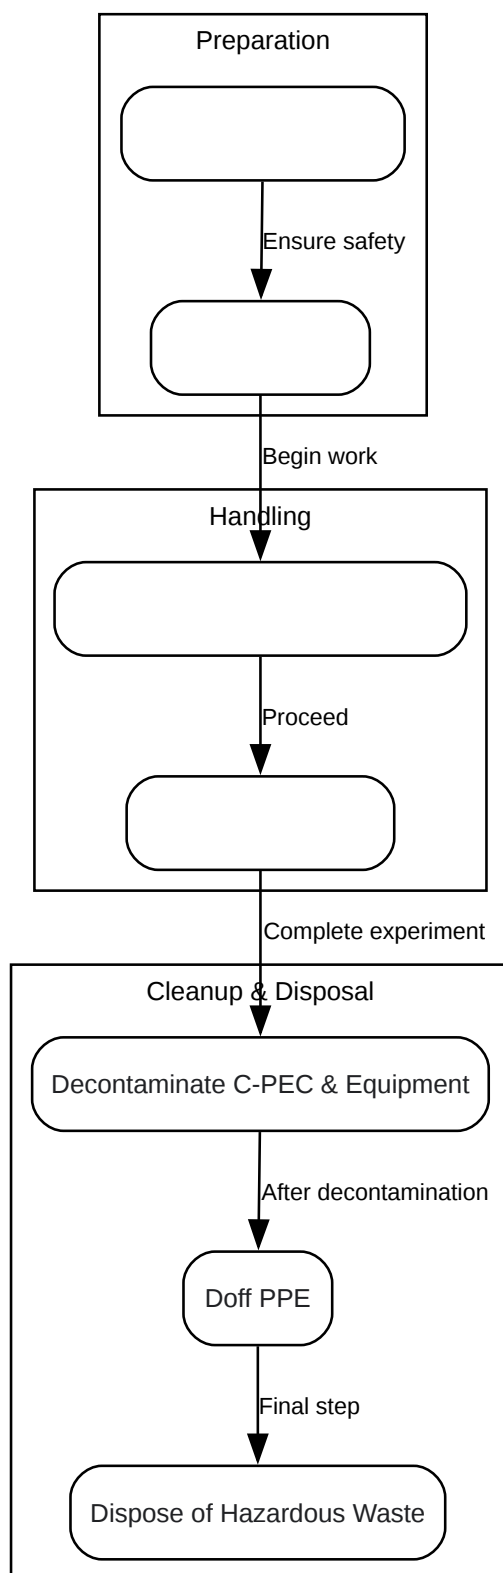 Preparation
Ensure safety
Begin work
Handling
Proceed
Complete experiment
Cleanup & Disposal
Decontaminate C-PEC & Equipment
After decontamination
Doff PPE
Final step
Dispose of Hazardous Waste